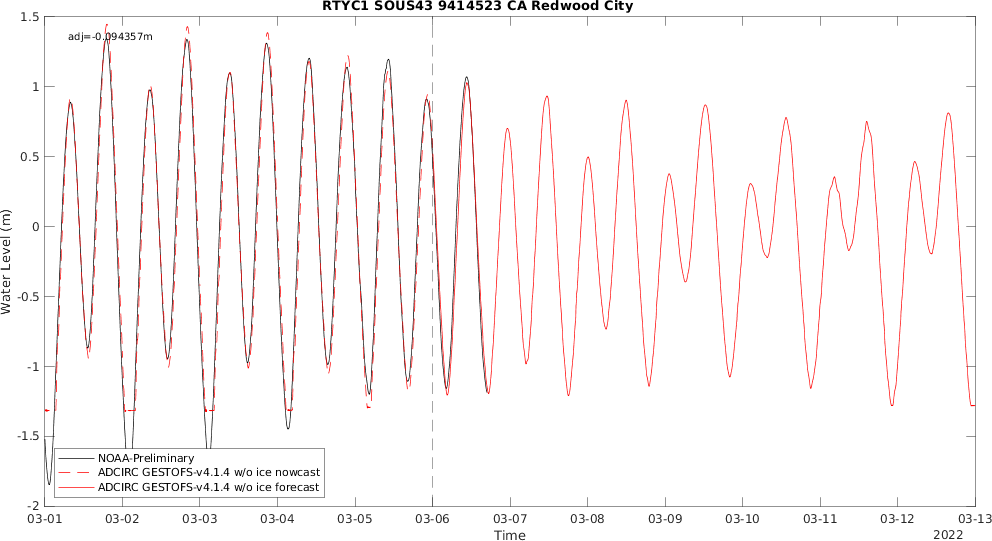 RTYC1 SOUS43 9414523 CA Redwood City
adj=-0.094357m
1.5
1
0.5
0
-0.5
-1
-1.5
-2
Water Level (m)
NOAA-Preliminary
ADCIRC GESTOFS-v4.1.4 w/o ice nowcast
ADCIRC GESTOFS-v4.1.4 w/o ice forecast
03-01 03-02 03-03 03-04 03-05 03-06 03-07 03-08 03-09 03-10 03-11 03-12 03-13
Time
2022